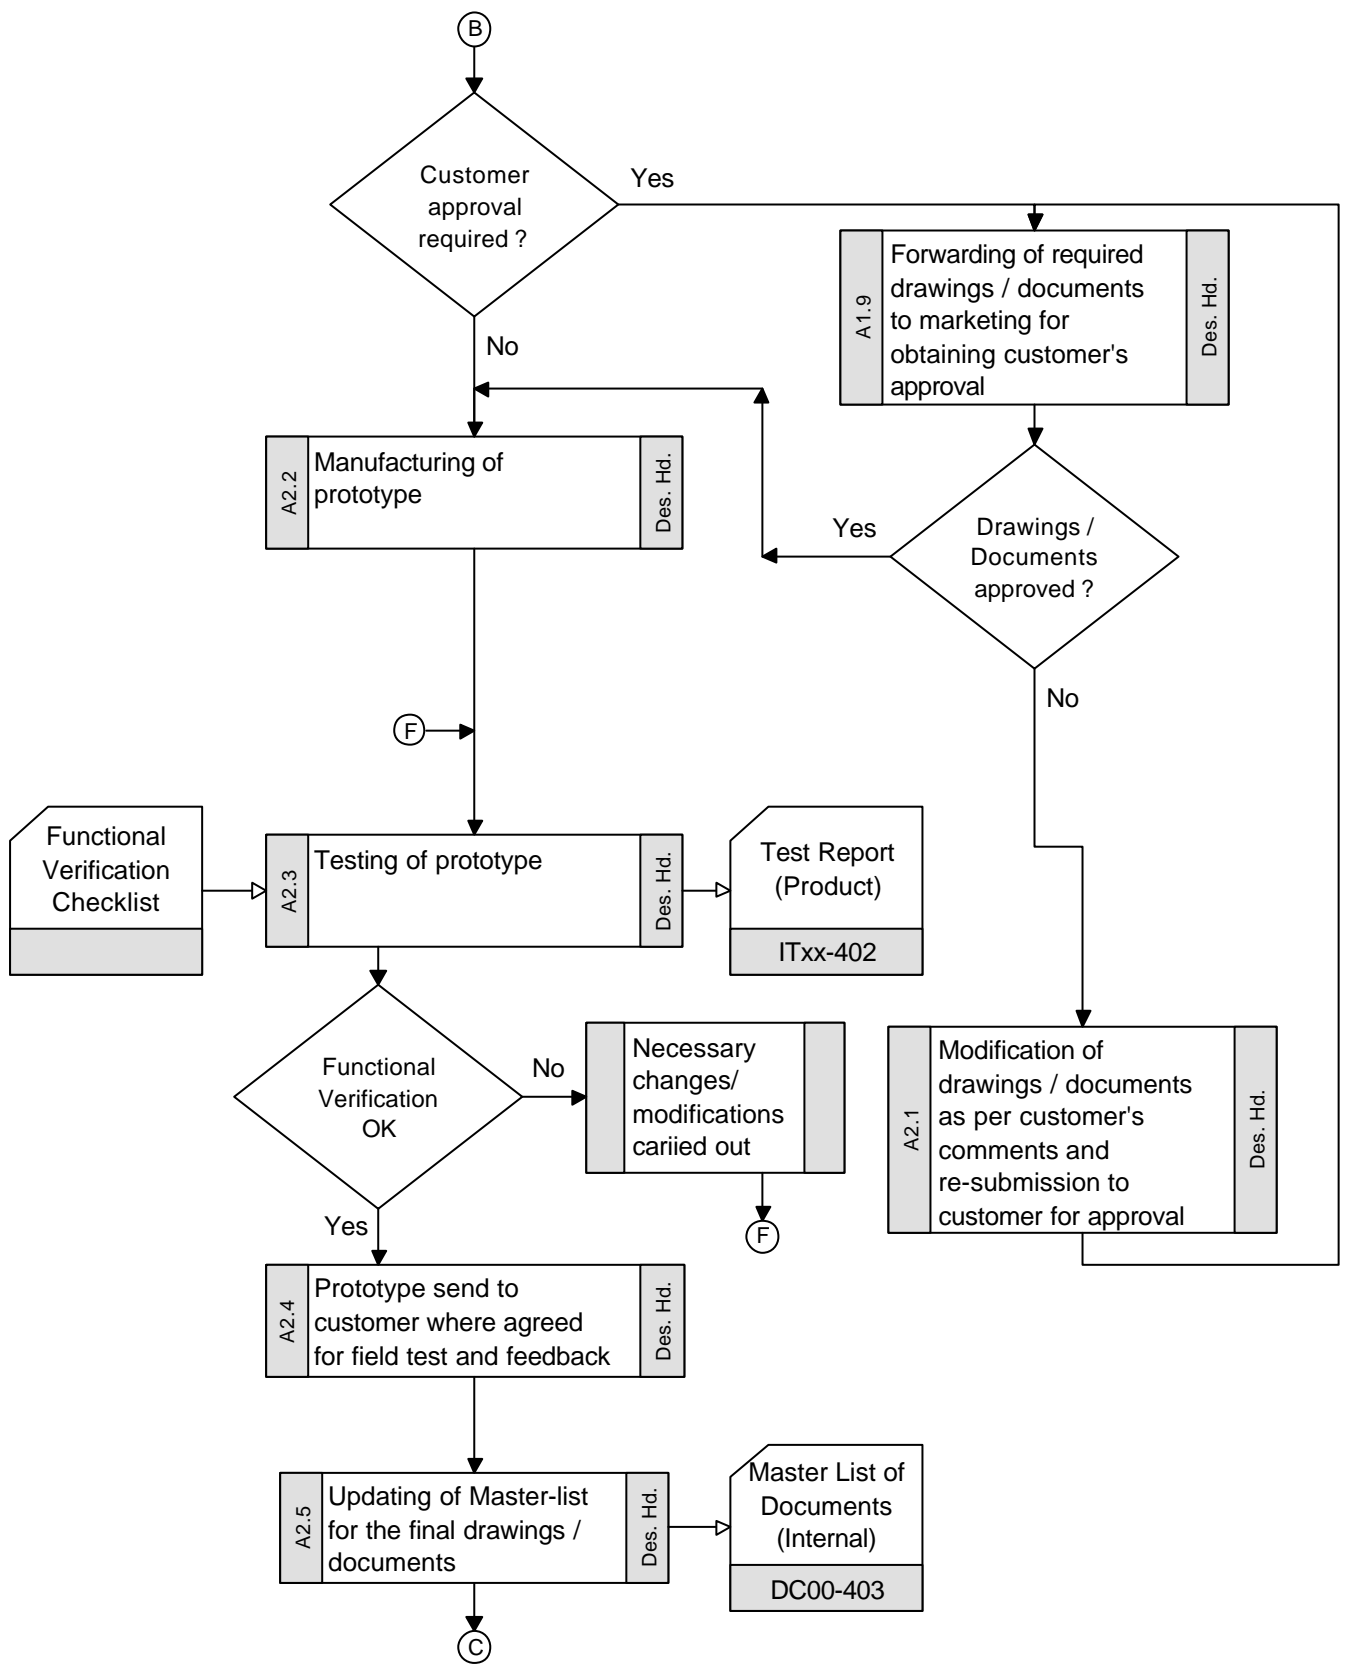 B
Customer
approval
required ?
Yes
No
A1.9
Forwarding of required
drawings / documents
to marketing for
obtaining customer's
approval
Des. Hd.
A2.2
Manufacturing of
prototype
Des. Hd.
Yes
Drawings /
Documents
approved ?
No
F
Functional
Verification
Checklist
A2.3
Testing of prototype
Des. Hd.
Test Report
(Product)
ITxx-402
Functional
Verification
OK
No
Necessary
changes/
modifications
cariied out
F
Yes
A2.1
Modification of
drawings / documents
as per customer's
comments and
re-submission to
customer for approval
Des. Hd.
A2.4
Prototype send to
customer where agreed
for field test and feedback
Des. Hd.
A2.5
Updating of Master-list
for the final drawings /
documents
Des. Hd.
Master List of
Documents
(Internal)
DC00-403
C